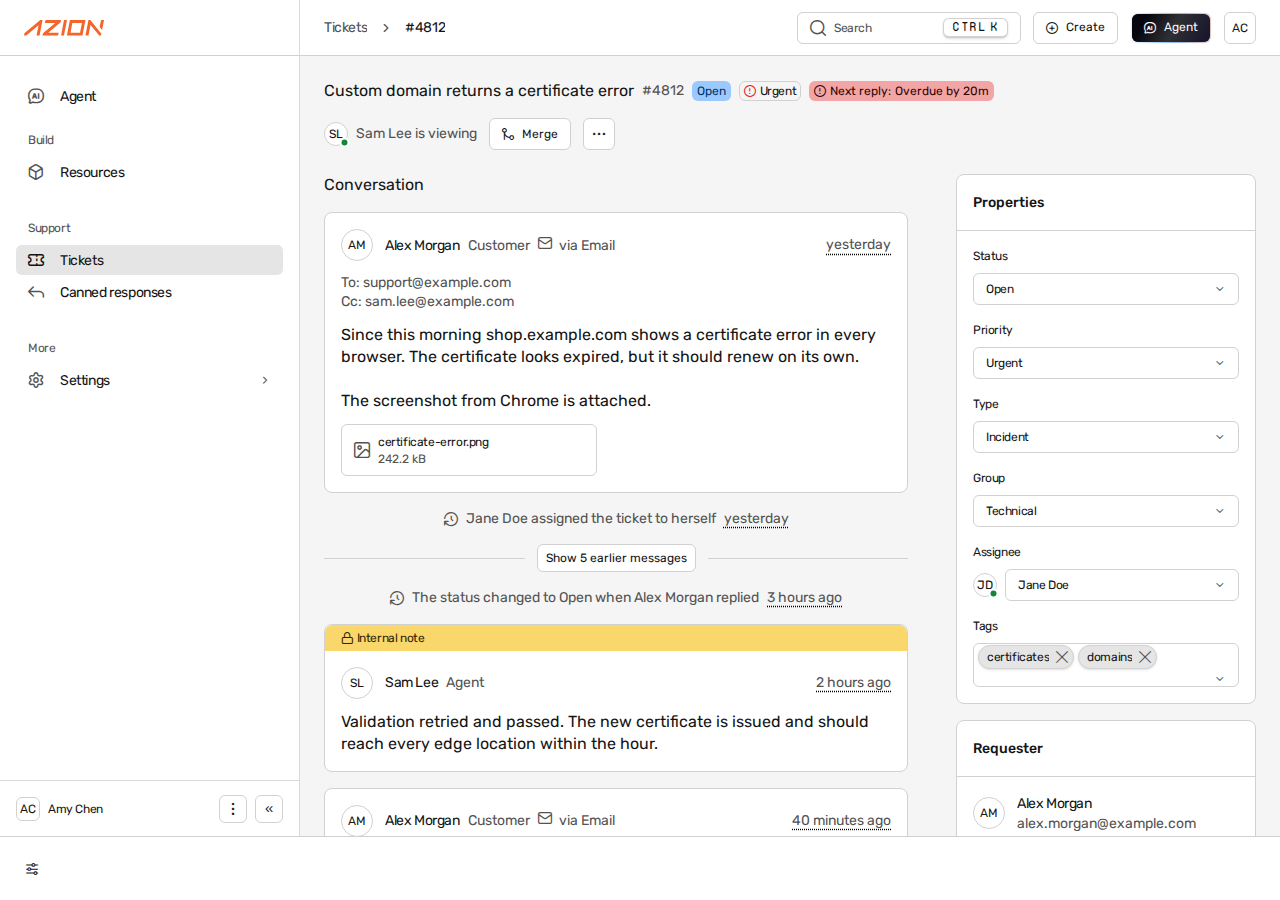 AZION
Tickets > #4812
Search
CTRL K
Create
Agent
AC
Agent
Build
Resources
Support
Tickets
Canned responses
More
Settings
AC
Amy Chen
Custom domain returns a certificate error #4812 Open Urgent Next reply: Overdue by 20m
SL
Sam Lee is viewing
Merge
Conversation
AM
Alex Morgan Customer via Email
yesterday
To: support@example.com
Cc: sam.lee@example.com
Since this morning shop.example.com shows a certificate error in every
browser. The certificate looks expired, but it should renew on its own.
The screenshot from Chrome is attached.
certificate-error.png
242.2 kB
Jane Doe assigned the ticket to herself yesterday
Show 5 earlier messages
The status changed to Open when Alex Morgan replied 3 hours ago
Internal note
SL
Sam Lee Agent
2 hours ago
Validation retried and passed. The new certificate is issued and should
reach every edge location within the hour.
AM
Alex Morgan Customer via Email
40 minutes ago
Properties
Status
Open
Priority
Urgent
Type
Incident
Group
Technical
Assignee
JD
Jane Doe
Tags
certificates
domains
Requester
AM
Alex Morgan
alex.morgan@example.com